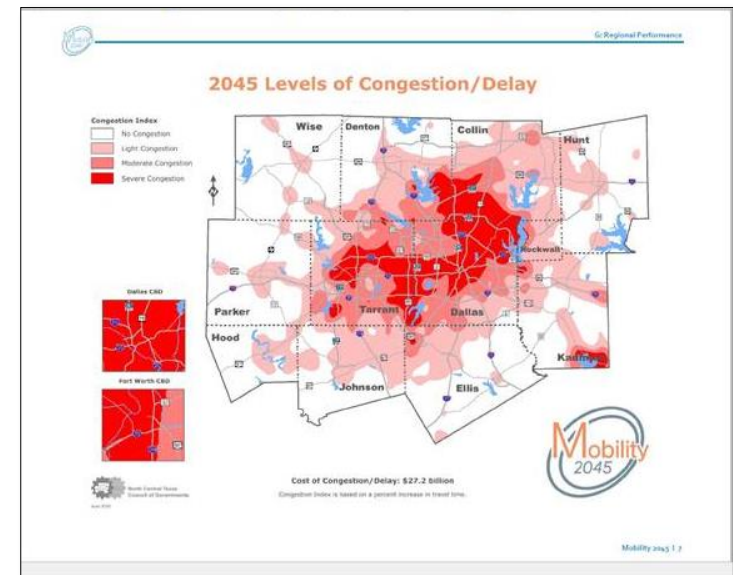 G: Regional Performance
2045 Levels of Congestion/Delay
Congestion Index
No Congestion
Light Congestion
Moderate Congestion
Severe Congestion
N
Wise
Denton
Collin
Hunt
Rockwall
Parker
Tarrant
Dallas
Hood
Johnson
Ellis
Dallas CBD
Fort Worth CBD
North Central Texas
Council of Governments
Mobility
2045
Cost of Congestion/Delay: $27.2 billion
Congestion Index is based on a percent increase in travel time.
Mobility 2045 | 7